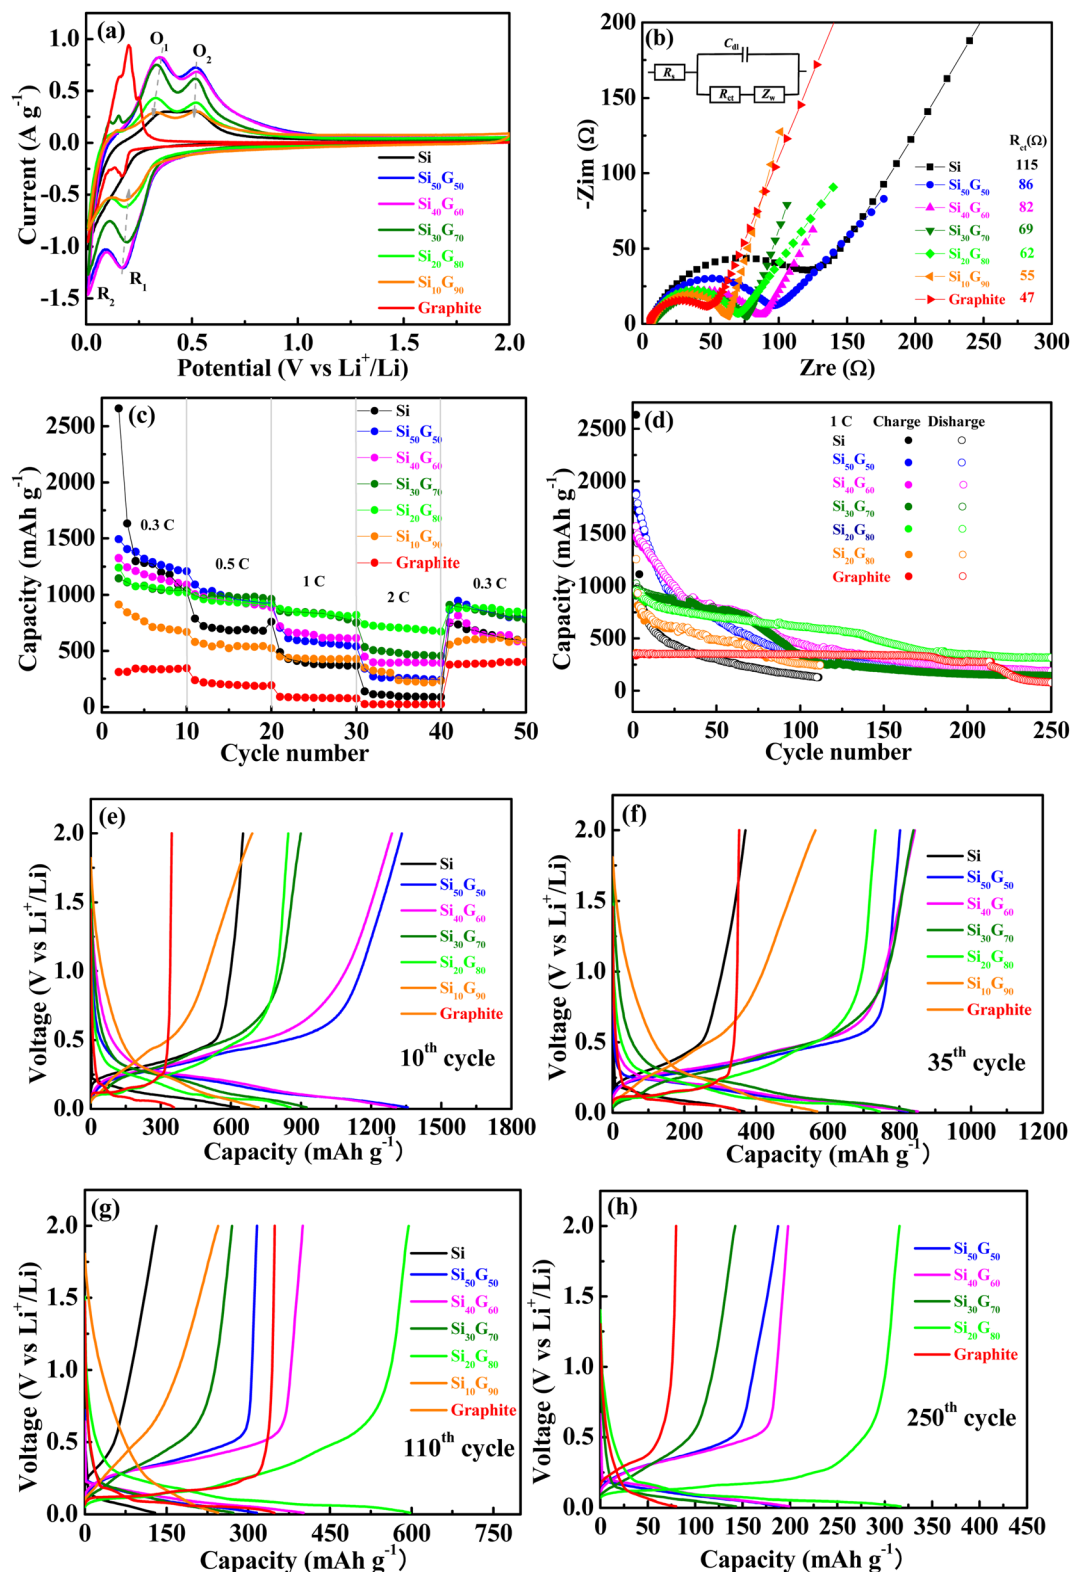 (a)
Current (A g⁻¹)
1.0
0.5
0.0
-0.5
-1.0
-1.5
O₁
O₂
R₂
R₁
Si
Si₅₀G₅₀
Si₄₀G₆₀
Si₃₀G₇₀
Si₂₀G₈₀
Si₁₀G₉₀
Graphite
0.0 0.5 1.0 1.5 2.0
Potential (V vs Li⁺/Li)
(b)
-Zim (Ω)
200
150
100
50
0
C_dl
R_s
R_ct
Z_w
R_ct(Ω)
Si 115
Si₅₀G₅₀ 86
Si₄₀G₆₀ 82
Si₃₀G₇₀ 69
Si₂₀G₈₀ 62
Si₁₀G₉₀ 55
Graphite 47
0 50 100 150 200 250 300
Zre (Ω)
(c)
Capacity (mAh g⁻¹)
2500
2000
1500
1000
500
0
Si
Si₅₀G₅₀
Si₄₀G₆₀
Si₃₀G₇₀
Si₂₀G₈₀
Si₁₀G₉₀
Graphite
0.3 C
0.5 C
1 C
2 C
0.3 C
0 10 20 30 40 50
Cycle number
(d)
Capacity (mAh g⁻¹)
2500
2000
1500
1000
500
0
1 C Charge Disharge
Si
Si₅₀G₅₀
Si₄₀G₆₀
Si₃₀G₇₀
Si₂₀G₈₀
Si₂₀G₈₀
Graphite
0 50 100 150 200 250
Cycle number
(e)
Voltage (V vs Li⁺/Li)
2.0
1.5
1.0
0.5
0.0
Si
Si₅₀G₅₀
Si₄₀G₆₀
Si₃₀G₇₀
Si₂₀G₈₀
Si₁₀G₉₀
Graphite
10ᵗʰ cycle
0 300 600 900 1200 1500 1800
Capacity (mAh g⁻¹)
(f)
Voltage (V vs Li⁺/Li)
2.0
1.5
1.0
0.5
0.0
Si
Si₅₀G₅₀
Si₄₀G₆₀
Si₃₀G₇₀
Si₂₀G₈₀
Si₁₀G₉₀
Graphite
35ᵗʰ cycle
0 200 400 600 800 1000 1200
Capacity (mAh g⁻¹)
(g)
Voltage (V vs Li⁺/Li)
2.0
1.5
1.0
0.5
0.0
Si
Si₅₀G₅₀
Si₄₀G₆₀
Si₃₀G₇₀
Si₂₀G₈₀
Si₁₀G₉₀
Graphite
110ᵗʰ cycle
0 150 300 450 600 750
Capacity (mAh g⁻¹)
(h)
Voltage (V vs Li⁺/Li)
2.0
1.5
1.0
0.5
0.0
Si₅₀G₅₀
Si₄₀G₆₀
Si₃₀G₇₀
Si₂₀G₈₀
Graphite
250ᵗʰ cycle
0 50 100 150 200 250 300 350 400 450
Capacity (mAh g⁻¹)